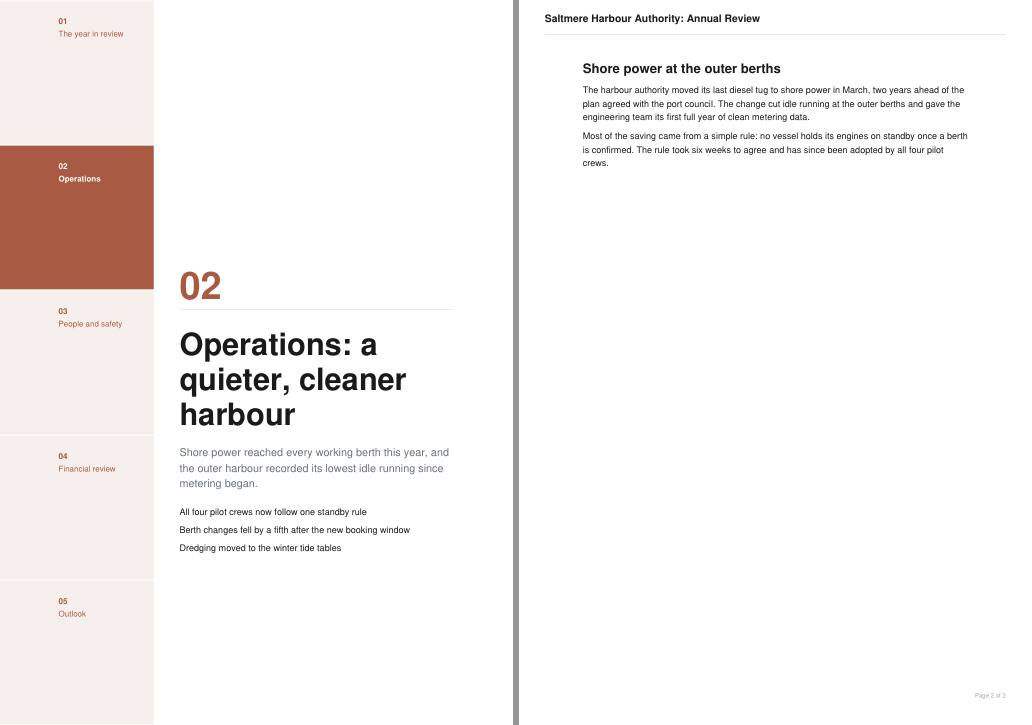 01
The year in review
02
Operations
03
People and safety
04
Financial review
05
Outlook
02
Operations: a
quieter, cleaner
harbour
Shore power reached every working berth this year, and
the outer harbour recorded its lowest idle running since
metering began.
All four pilot crews now follow one standby rule
Berth changes fell by a fifth after the new booking window
Dredging moved to the winter tide tables
Saltmere Harbour Authority: Annual Review
Shore power at the outer berths
The harbour authority moved its last diesel tug to shore power in March, two years ahead of the
plan agreed with the port council. The change cut idle running at the outer berths and gave the
engineering team its first full year of clean metering data.
Most of the saving came from a simple rule: no vessel holds its engines on standby once a berth
is confirmed. The rule took six weeks to agree and has since been adopted by all four pilot
crews.
Page 2 of 2